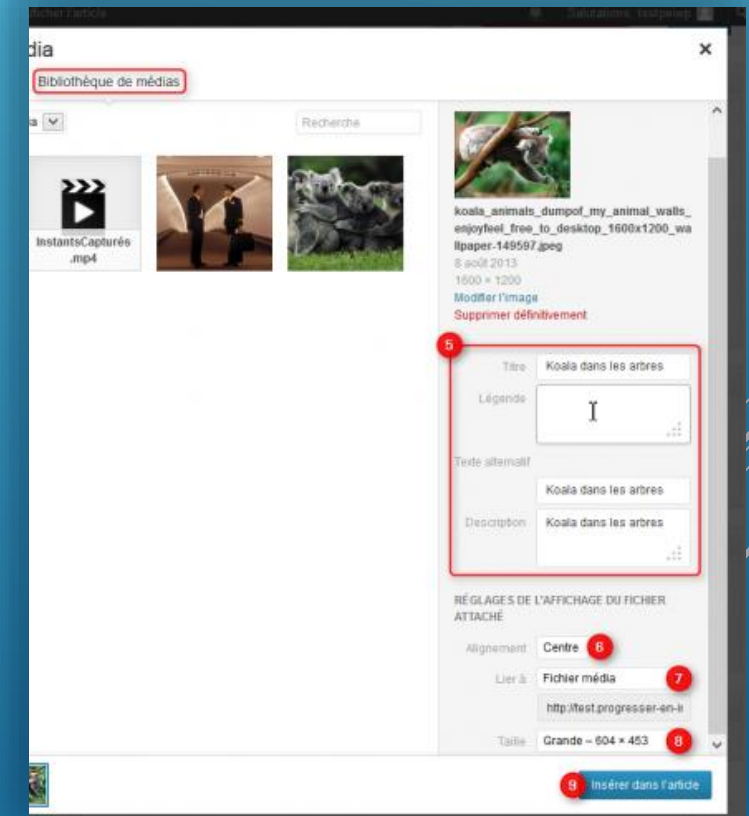 afficher l'article
Salutations,
dia
Bibliothèque de médias
Recherche
InstantsCapturés
.mp4
koala_animals_dumpof_my_animal_walls_
enjoyfeel_free_to_desktop_1600x1200_wa
llpaper-149597.jpeg
8 août 2013
1600 × 1200
Modifier l'image
Supprimer définitivement
5
Titre Koala dans les arbres
Légende
Texte alternatif
Koala dans les arbres
Description Koala dans les arbres
RÉGLAGES DE L'AFFICHAGE DU FICHIER
ATTACHÉ
Alignement Centre 6
Lier à Fichier média 7
http://test.progresser-en-i
Taille Grande – 604 × 453 8
9 Insérer dans l'article